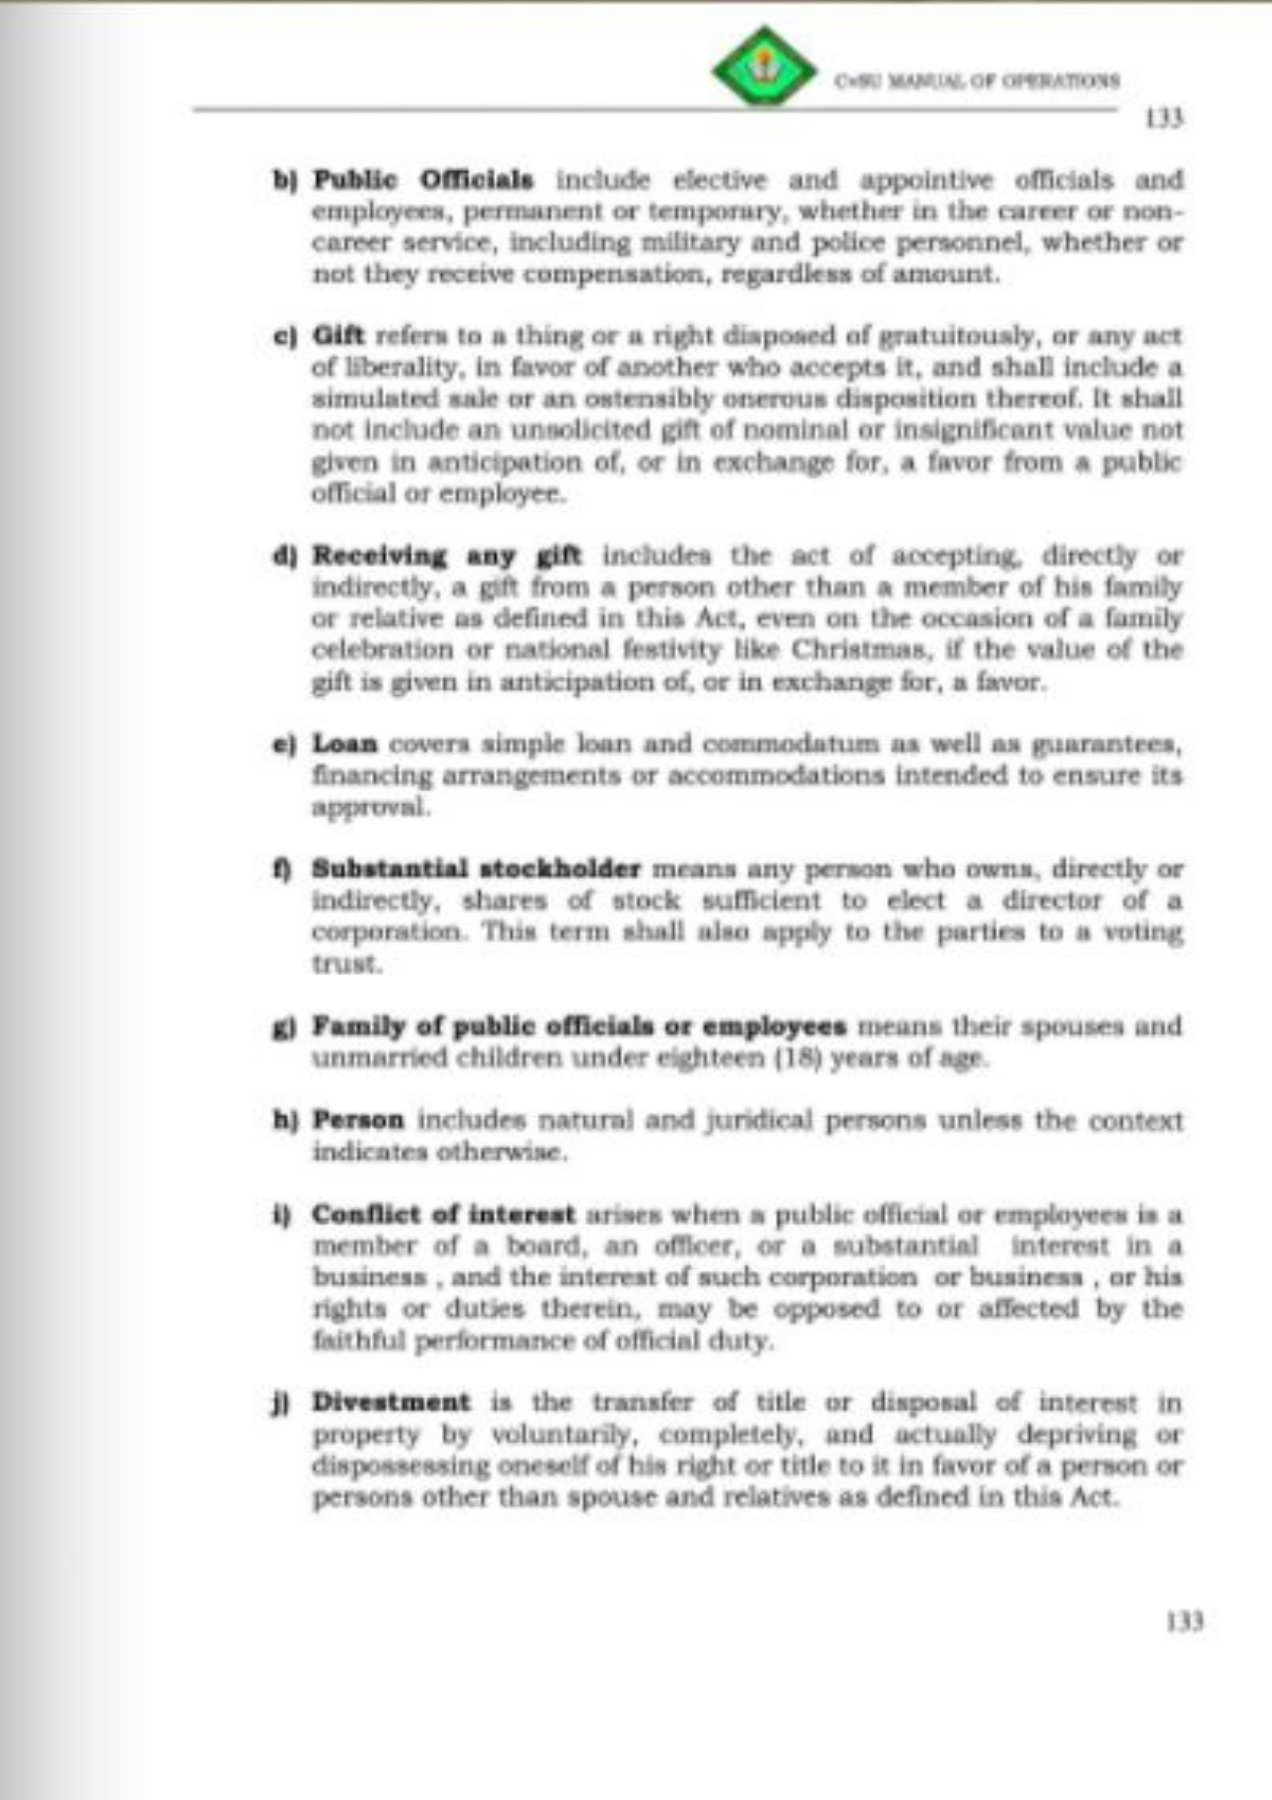 CvSU MANUAL OF OPERATIONS
133
b) Public Officials include elective and appointive officials and
employees, permanent or temporary, whether in the career or non-
career service, including military and police personnel, whether or
not they receive compensation, regardless of amount.
c) Gift refers to a thing or a right disposed of gratuitously, or any act
of liberality, in favor of another who accepts it, and shall include a
simulated sale or an ostensibly onerous disposition thereof. It shall
not include an unsolicited gift of nominal or insignificant value not
given in anticipation of, or in exchange for, a favor from a public
official or employee.
d) Receiving any gift includes the act of accepting, directly or
indirectly, a gift from a person other than a member of his family
or relative as defined in this Act, even on the occasion of a family
celebration or national festivity like Christmas, if the value of the
gift is given in anticipation of, or in exchange for, a favor.
e) Loan covers simple loan and commodatum as well as guarantees,
financing arrangements or accommodations intended to ensure its
approval.
f) Substantial stockholder means any person who owns, directly or
indirectly, shares of stock sufficient to elect a director of a
corporation. This term shall also apply to the parties to a voting
trust.
g) Family of public officials or employees means their spouses and
unmarried children under eighteen (18) years of age.
h) Person includes natural and juridical persons unless the context
indicates otherwise.
i) Conflict of interest arises when a public official or employees is a
member of a board, an officer, or a substantial interest in a
business , and the interest of such corporation or business , or his
rights or duties therein, may be opposed to or affected by the
faithful performance of official duty.
j) Divestment is the transfer of title or disposal of interest in
property by voluntarily, completely, and actually depriving or
dispossessing oneself of his right or title to it in favor of a person or
persons other than spouse and relatives as defined in this Act.
133